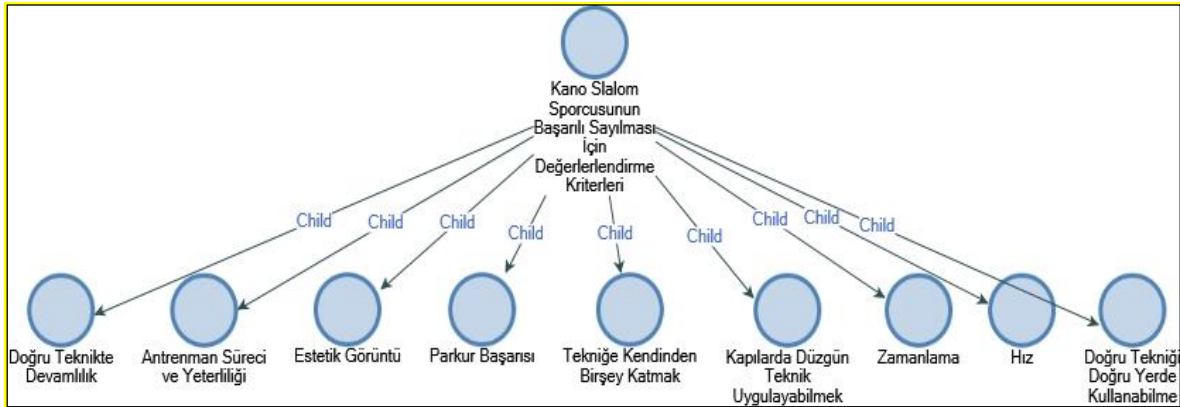 Kano Slalom
Sporcusunun
Başarılı Sayılması
İçin
Değerlerlendirme
Kriterleri
Child
Child
Child
Child
Child
Child
Child
Child
Child
Doğru Teknikte
Devamlılık
Antrenman Süreci
ve Yeterliliği
Estetik Görüntü
Parkur Başarısı
Tekniğe Kendinden
Birşey Katmak
Kapılarda Düzgün
Teknik
Uygulayabilmek
Zamanlama
Hız
Doğru Tekniği
Doğru Yerde
Kullanabilme